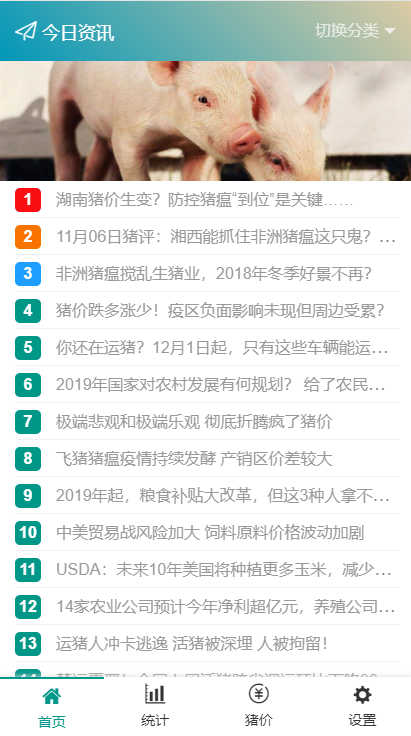 今日资讯
切换分类
1 湖南猪价生变？防控猪瘟“到位”是关键……
2 11月06日猪评：湘西能抓住非洲猪瘟这只鬼？...
3 非洲猪瘟搅乱生猪业，2018年冬季好景不再？
4 猪价跌多涨少！疫区负面影响未现但周边受累？
5 你还在运猪？12月1日起，只有这些车辆能运...
6 2019年国家对农村发展有何规划？ 给了农民...
7 极端悲观和极端乐观 彻底折腾疯了猪价
8 飞猪猪瘟疫情持续发酵 产销区价差较大
9 2019年起，粮食补贴大改革，但这3种人拿不...
10 中美贸易战风险加大 饲料原料价格波动加剧
11 USDA：未来10年美国将种植更多玉米，减少...
12 14家农业公司预计今年净利超亿元，养殖公司...
13 运猪人冲卡逃逸 活猪被深埋 人被拘留！
首页
统计
猪价
设置